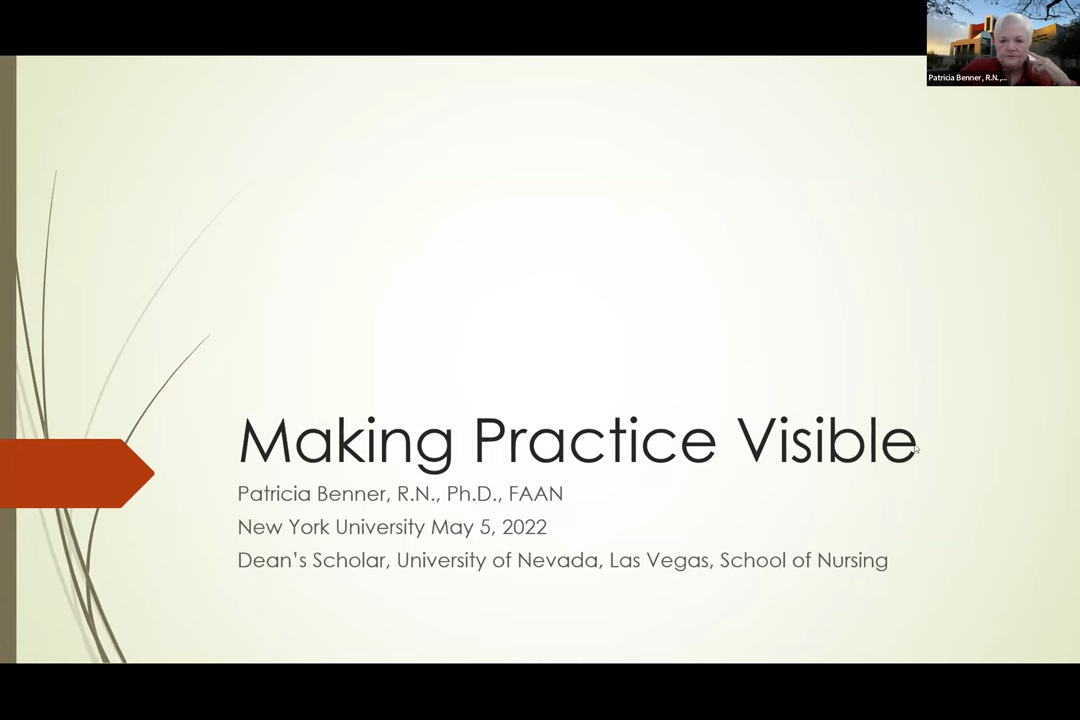 Patricia Benner, R.N.,...
Making Practice Visible
Patricia Benner, R.N., Ph.D., FAAN
New York University May 5, 2022
Dean's Scholar, University of Nevada, Las Vegas, School of Nursing